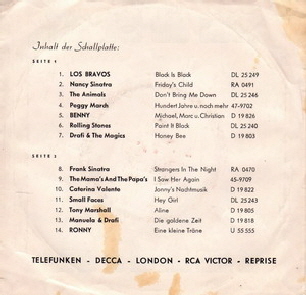 Inhalt der Schallplatte:
SEITE 1
1. LOS BRAVOS Black Is Black DL 25 249
2. Nancy Sinatra Friday's Child RA 0491
3. The Animals Don't Bring Me Down DL 25 246
4. Peggy March Hundert Jahre u. noch mehr 47-9702
5. BENNY Michael, Marc u. Christian D 19 826
6. Rolling Stones Paint It Black DL 25 240
7. Drafi & The Magics Honey Bee D 19 803
SEITE 2
8. Frank Sinatra Strangers In The Night RA 0470
9. The Mama's And The Papa's I Saw Her Again 45-9709
10. Caterina Valente Jonny's Nachtmusik D 19 822
11. Small Faces: Hey Girl DL 25 243
12. Tony Marshall Aline D 19 805
13. Manuela & Drafi Die goldene Zeit D 19 818
14. RONNY Eine kleine Träne U 55 555
TELEFUNKEN - DECCA - LONDON - RCA VICTOR - REPRISE